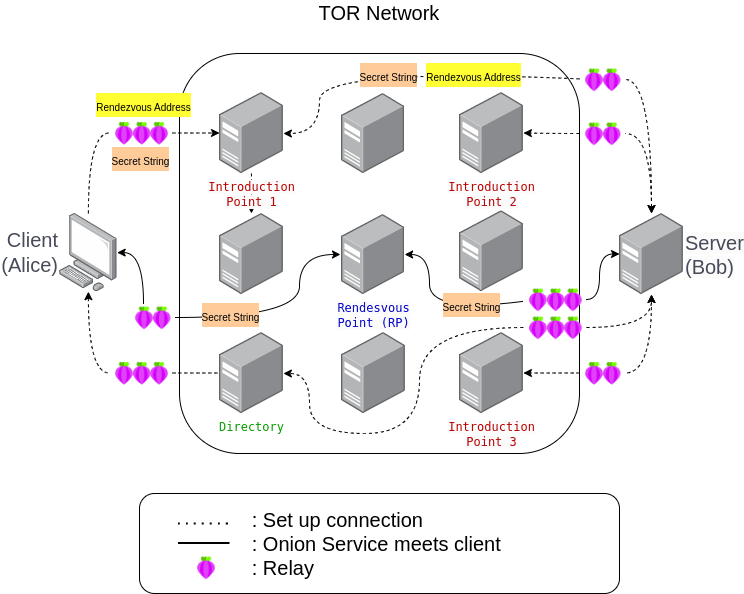 TOR Network
Secret String
Rendezvous Address
Rendezvous Address
Secret String
Introduction
Point 1
Introduction
Point 2
Client
(Alice)
Server
(Bob)
Secret String
Rendesvous
Point (RP)
Secret String
Directory
Introduction
Point 3
: Set up connection
: Onion Service meets client
: Relay